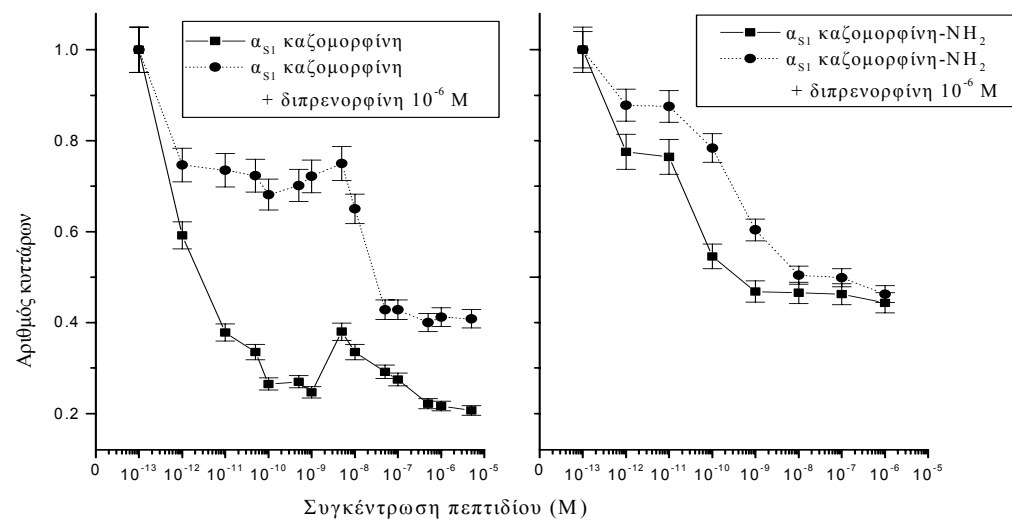 α_S1 καζομορφίνη
α_S1 καζομορφίνη
+ διπρενορφίνη 10^-6 M
α_S1 καζομορφίνη-NH_2
α_S1 καζομορφίνη-NH_2
+ διπρενορφίνη 10^-6 M
Αριθμός κυττάρων
1.0
0.8
0.6
0.4
0.2
0 10^-13 10^-12 10^-11 10^-10 10^-9 10^-8 10^-7 10^-6 10^-5
0 10^-13 10^-12 10^-11 10^-10 10^-9 10^-8 10^-7 10^-6 10^-5
Συγκέντρωση πεπτιδίου (M)